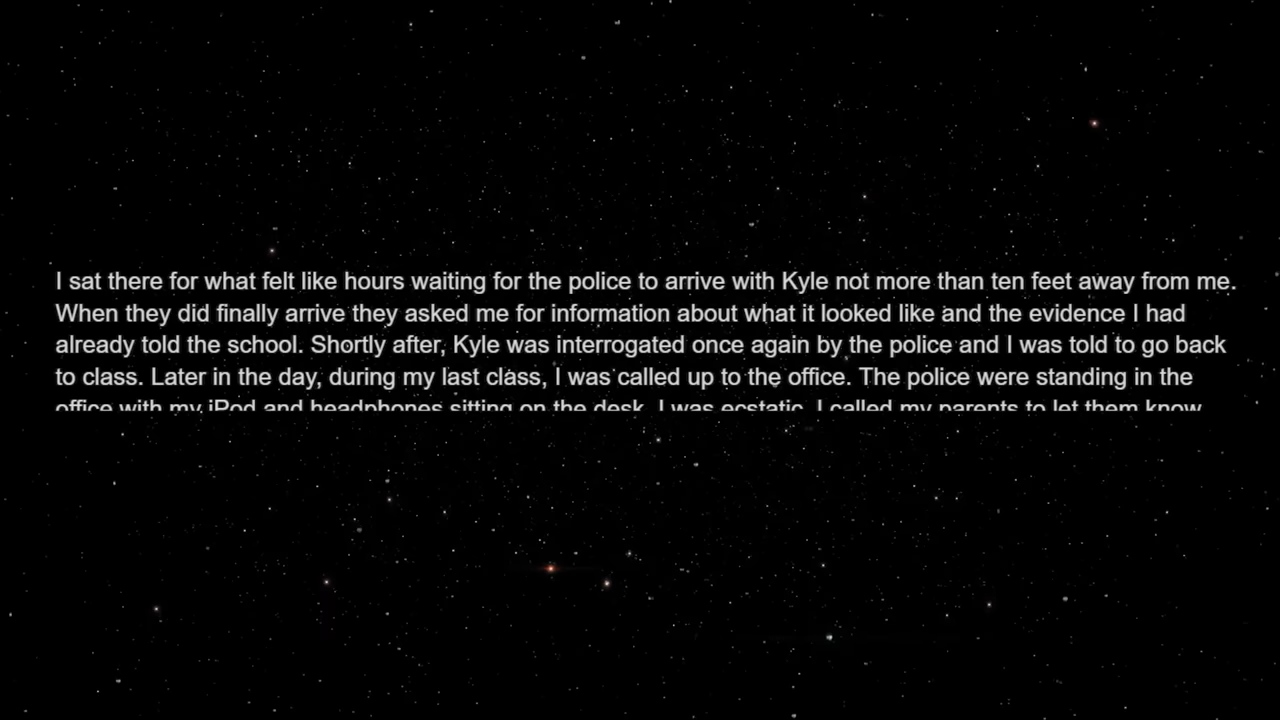 I sat there for what felt like hours waiting for the police to arrive with Kyle not more than ten feet away from me.
When they did finally arrive they asked me for information about what it looked like and the evidence I had
already told the school. Shortly after, Kyle was interrogated once again by the police and I was told to go back
to class. Later in the day, during my last class, I was called up to the office. The police were standing in the
office with my iPod and headphones sitting on the desk. I was ecstatic. I called my parents to let them know